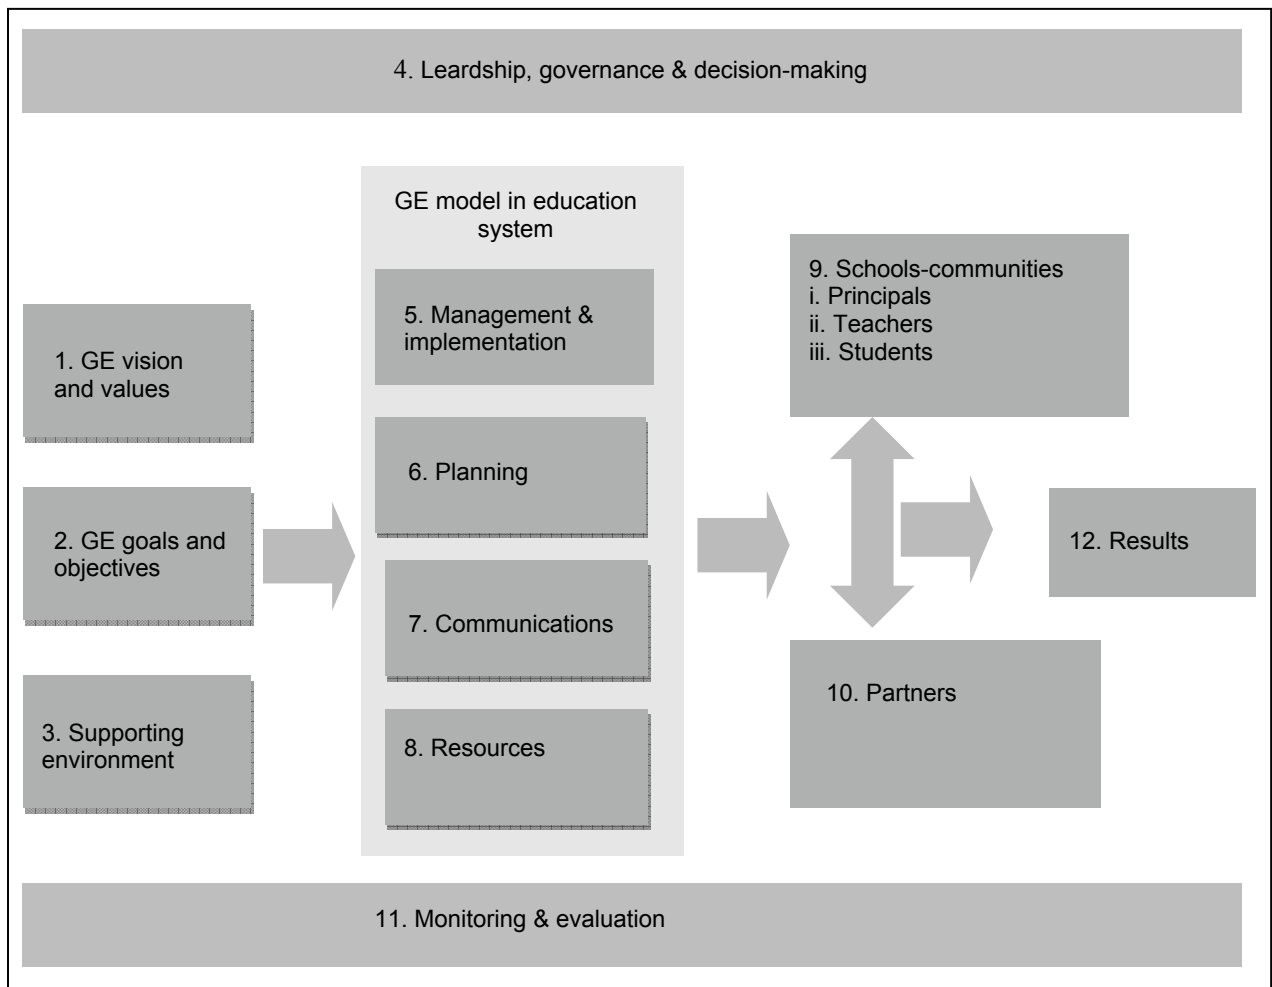 4. Leardship, governance & decision-making
GE model in education
system
1. GE vision
and values
2. GE goals and
objectives
3. Supporting
environment
5. Management &
implementation
6. Planning
7. Communications
8. Resources
9. Schools-communities
i. Principals
ii. Teachers
iii. Students
10. Partners
12. Results
11. Monitoring & evaluation